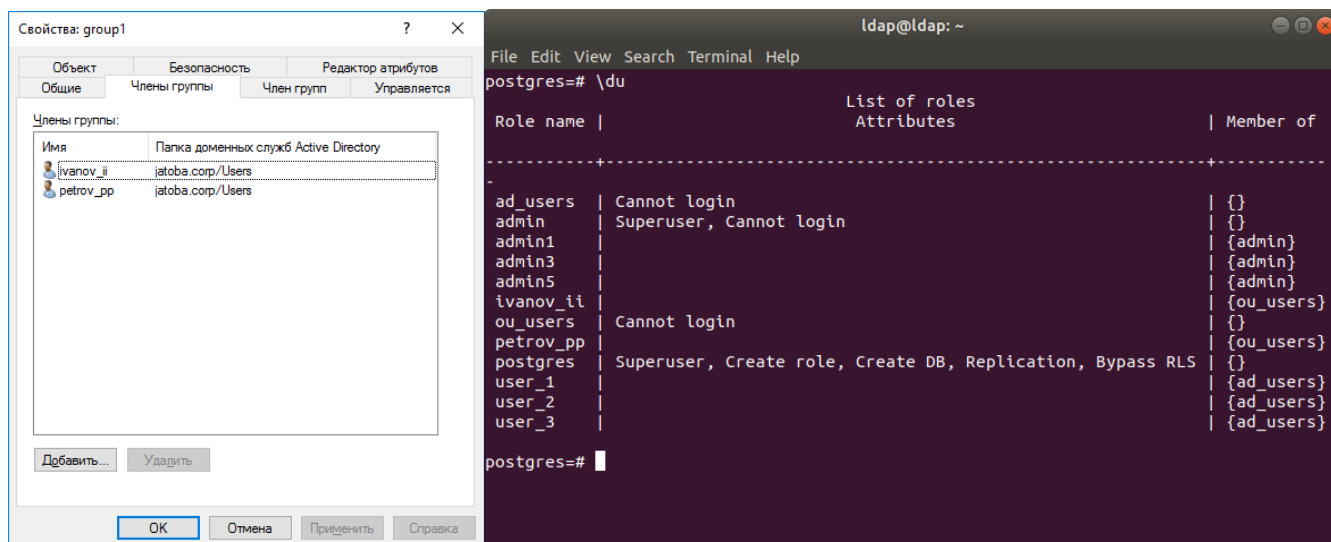 Свойства: group1
?
Объект Безопасность Редактор атрибутов
Общие Члены группы Член групп Управляется
Члены группы:
Имя Папка доменных служб Active Directory
ivanov_ii jatoba.corp/Users
petrov_pp jatoba.corp/Users
Добавить... Удалить
OK Отмена Применить Справка
ldap@ldap: ~
File Edit View Search Terminal Help
postgres=# \du
List of roles
Role name | Attributes | Member of
-----------+------------------------------------------------------------+-----------
-
ad_users | Cannot login | {}
admin | Superuser, Cannot login | {}
admin1 | | {admin}
admin3 | | {admin}
admin5 | | {admin}
ivanov_ii | | {ou_users}
ou_users | Cannot login | {}
petrov_pp | | {ou_users}
postgres | Superuser, Create role, Create DB, Replication, Bypass RLS | {}
user_1 | | {ad_users}
user_2 | | {ad_users}
user_3 | | {ad_users}
postgres=#